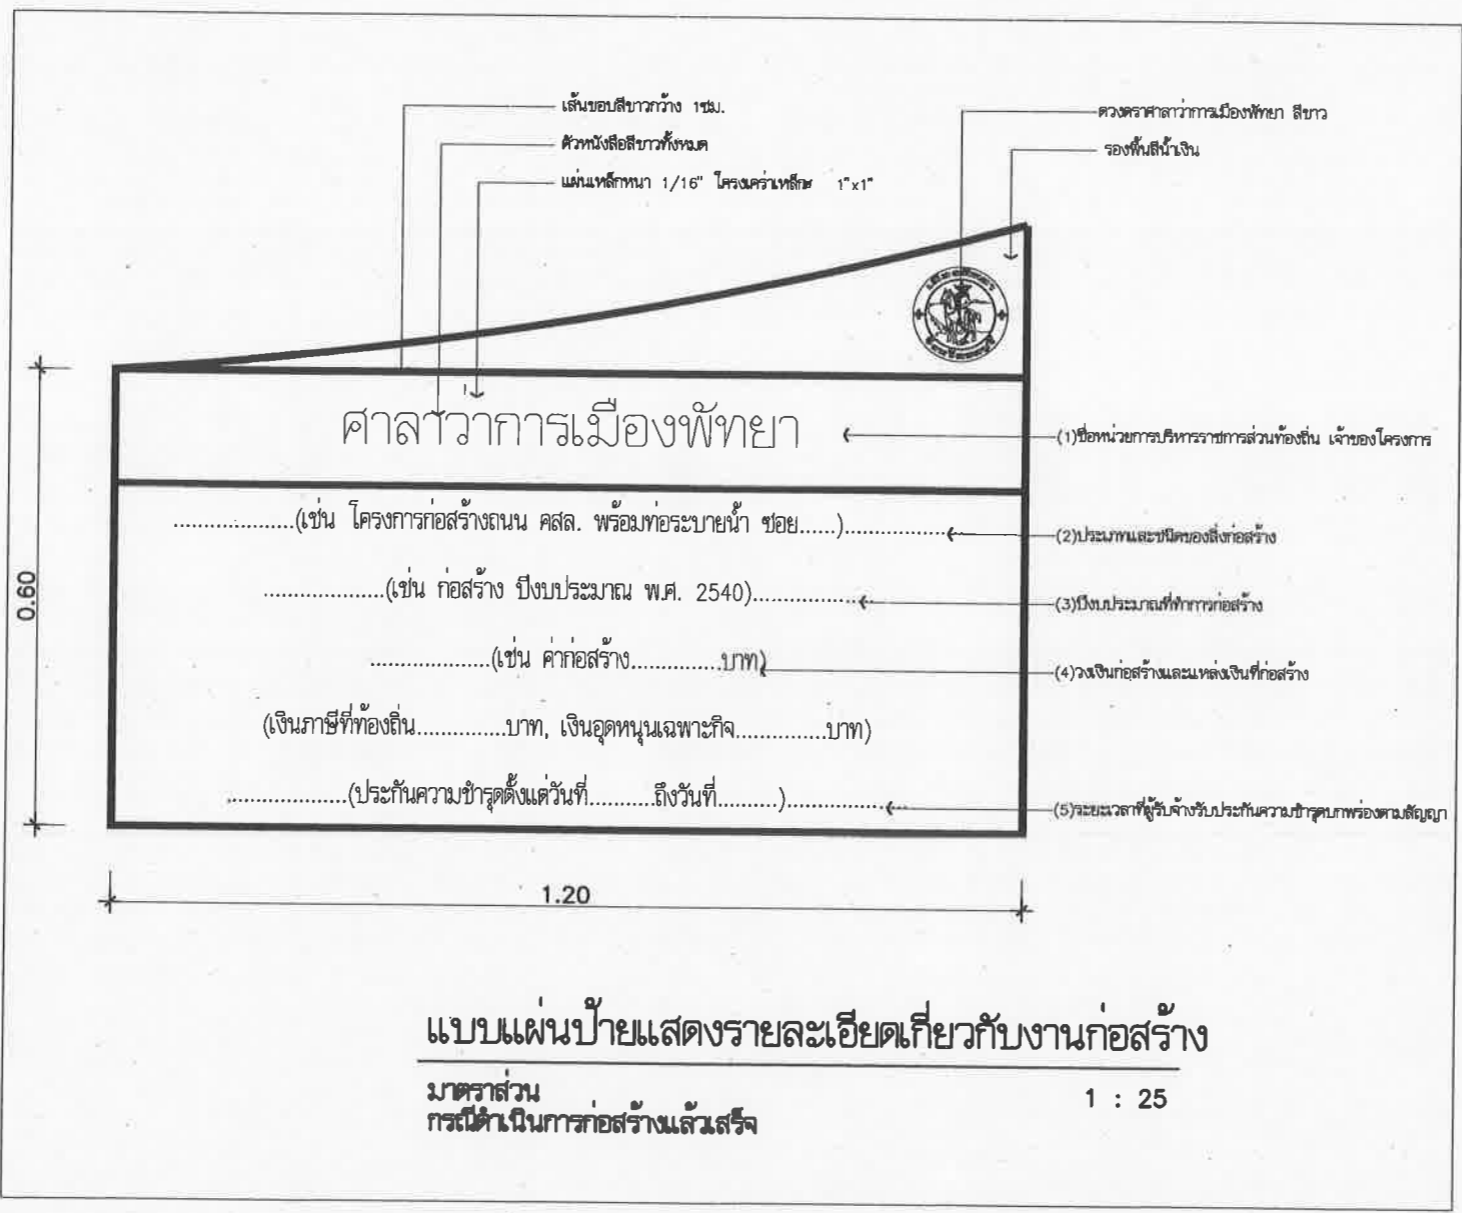 เส้นขอบสีขาวกว้าง 1ซม.
ตัวหนังสือสีขาวทั้งหมด
แผ่นเหล็กหนา 1/16" โครงเคร่าเหล็กฉ 1"x1"
ดวงตราศาลาว่าการเมืองพัทยา สีขาว
รองพื้นสีน้ำเงิน
ศาลาว่าการเมืองพัทยา
(1)ชื่อหน่วยการบริหารราชการส่วนท้องถิ่น เจ้าของโครงการ
....................(เช่น โครงการก่อสร้างถนน คสล. พร้อมท่อระบายน้ำ ซอย......).................
(2)ประเภทและชนิดของสิ่งก่อสร้าง
....................(เช่น ก่อสร้าง ปีงบประมาณ พ.ศ. 2540)....................
(3)ปีงบประมาณที่ทำการก่อสร้าง
....................(เช่น ค่าก่อสร้าง...............บาท)
(4)วงเงินก่อสร้างและแหล่งเงินที่ก่อสร้าง
(เงินภาษีที่ท้องถิ่น...............บาท, เงินอุดหนุนเฉพาะกิจ...............บาท)
....................(ประกันความชำรุดตั้งแต่วันที่...........ถึงวันที่..........)....................
(5)ระยะเวลาที่ผู้รับจ้างรับประกันความชำรุดบกพร่องตามสัญญา
0.60
1.20
แบบแผ่นป้ายแสดงรายละเอียดเกี่ยวกับงานก่อสร้าง
มาตราส่วน 1 : 25
กรณีดำเนินการก่อสร้างแล้วเสร็จ